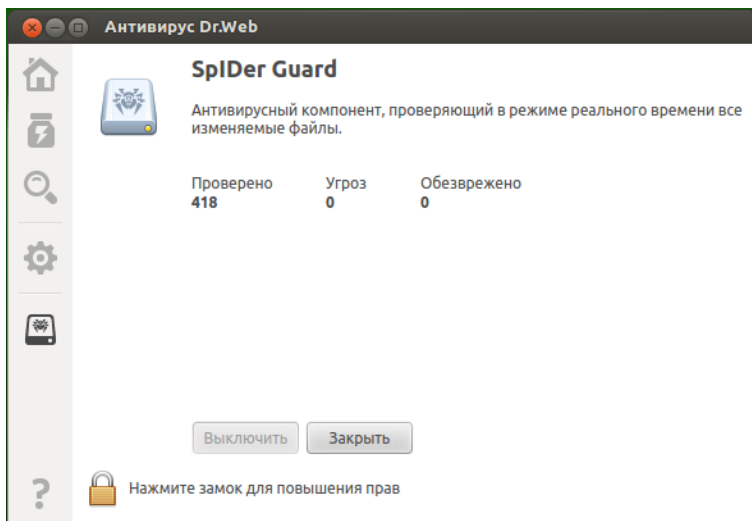 Антивирус Dr.Web
SpIDer Guard
Антивирусный компонент, проверяющий в режиме реального времени все
изменяемые файлы.
Проверено Угроз Обезврежено
418 0 0
Выключить Закрыть
? Нажмите замок для повышения прав